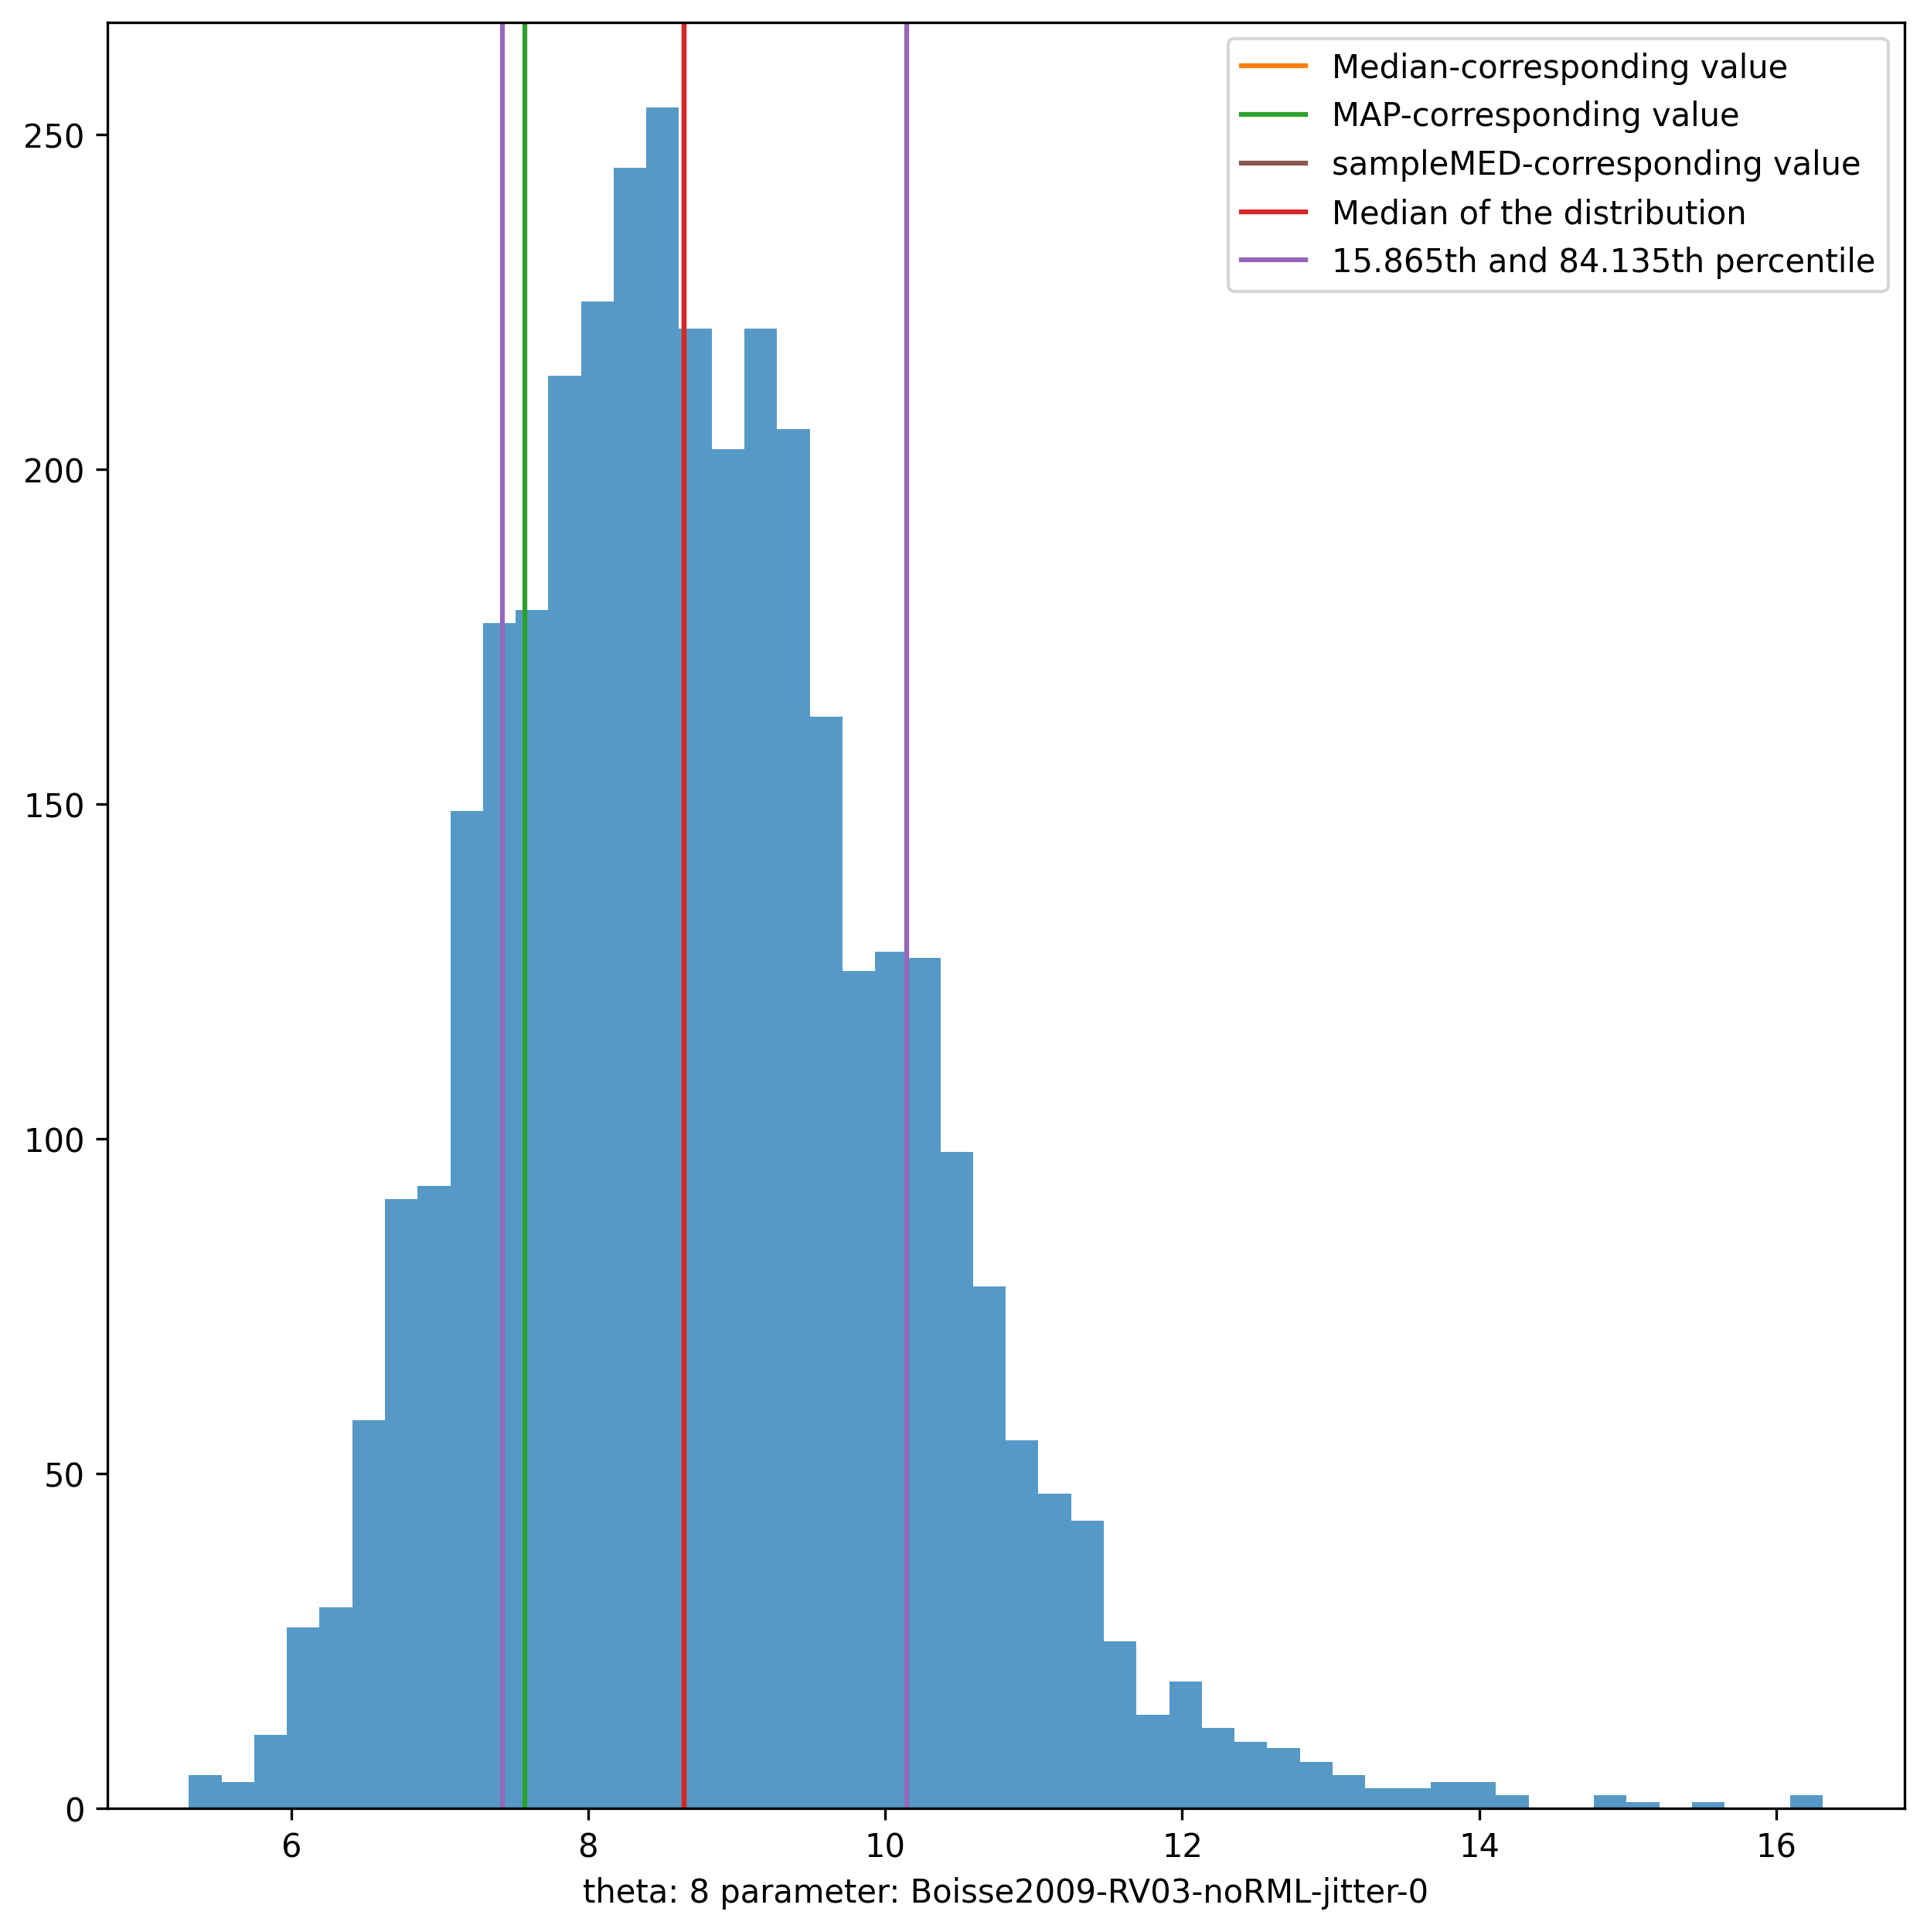 Median-corresponding value
MAP-corresponding value
sampleMED-corresponding value
Median of the distribution
15.865th and 84.135th percentile
250
200
150
100
50
0
6 8 10 12 14 16
theta: 8 parameter: Boisse2009-RV03-noRML-jitter-0